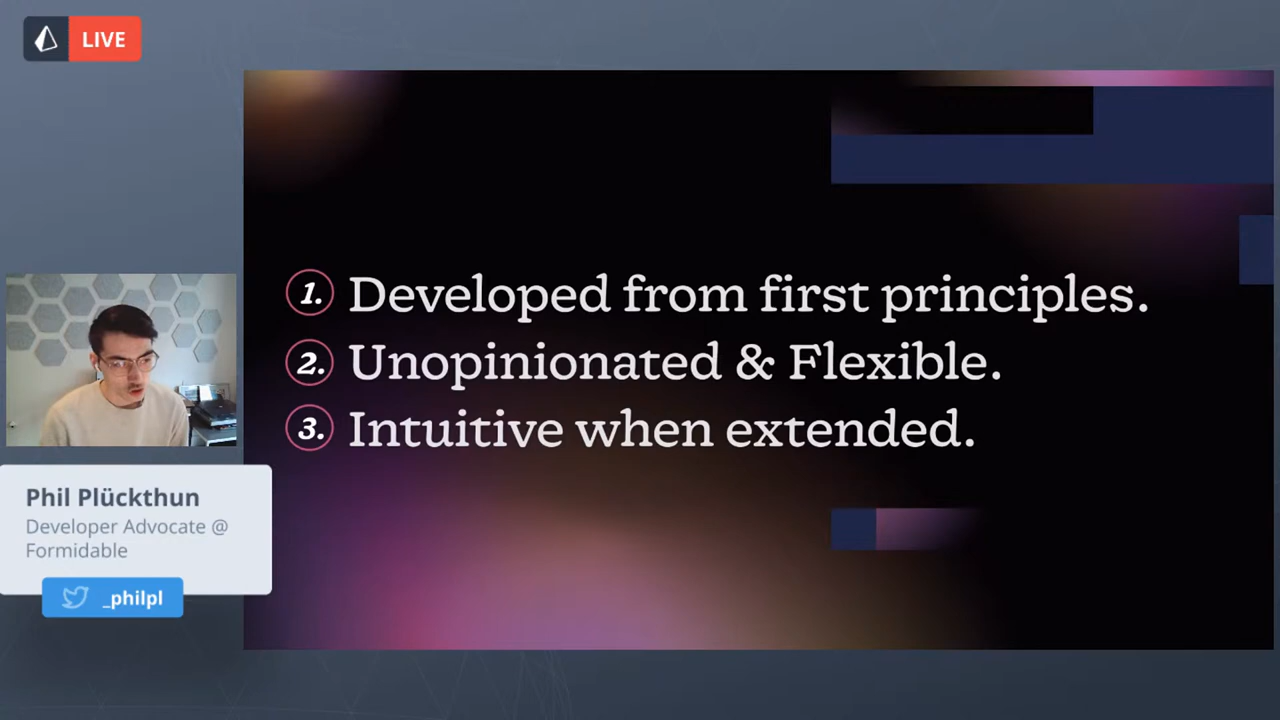 LIVE
1. Developed from first principles.
2. Unopinionated & Flexible.
3. Intuitive when extended.
Phil Plückthun
Developer Advocate @
Formidable
_philpl